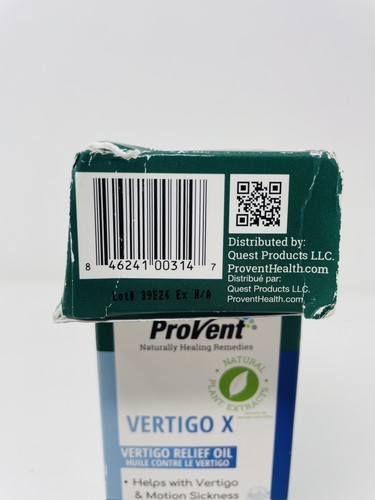 8 46241 00314 7
Lot# 39E24 Ex N/A
Distributed by:
Quest Products LLC.
ProventHealth.com
Distribué par:
Quest Products LLC.
ProventHealth.com
ProVent
Naturally Healing Remedies
NATURAL
PLANT EXTRACTS
VERTIGO X
VERTIGO RELIEF OIL
HUILE CONTRE LE VERTIGO
• Helps with Vertigo
& Motion Sickness